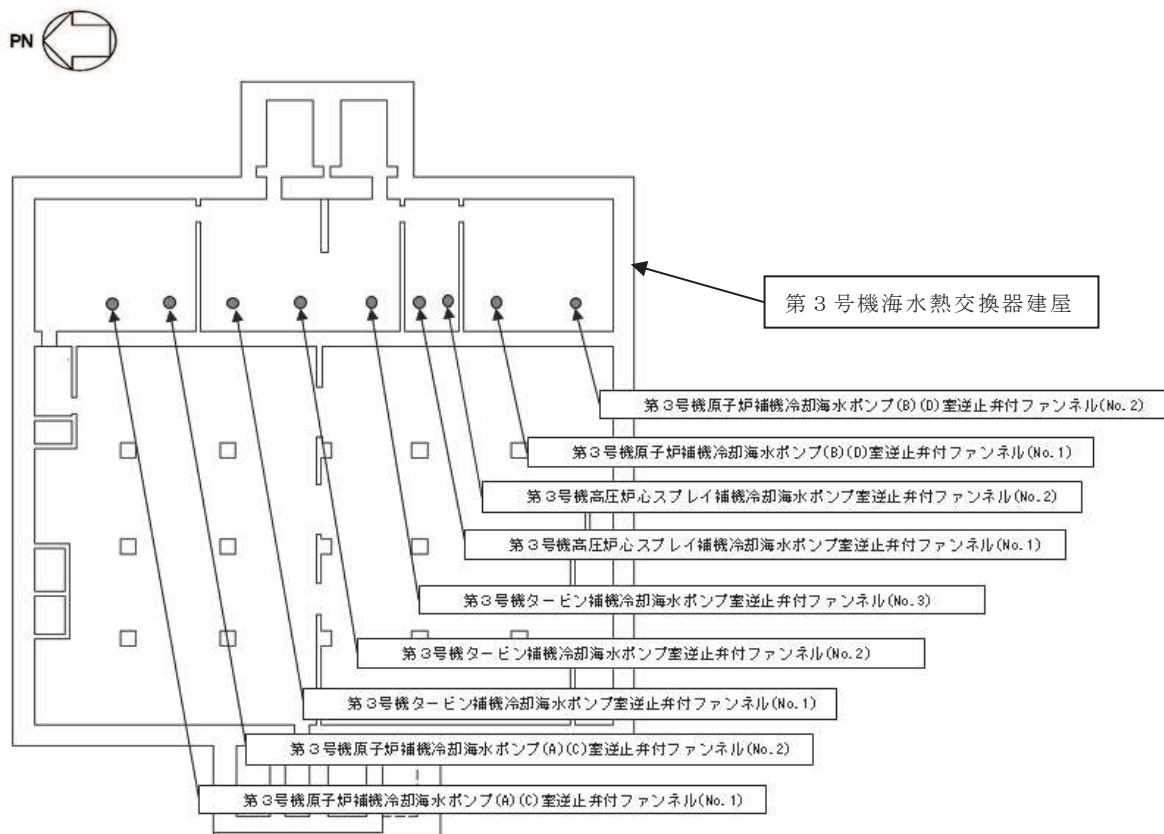 PN
第3号機海水熱交換器建屋
第3号機原子炉補機冷却海水ポンプ(B)(D)室逆止弁付ファンネル(No.2)
第3号機原子炉補機冷却海水ポンプ(B)(D)室逆止弁付ファンネル(No.1)
第3号機高圧炉心スプレイ補機冷却海水ポンプ室逆止弁付ファンネル(No.2)
第3号機高圧炉心スプレイ補機冷却海水ポンプ室逆止弁付ファンネル(No.1)
第3号機タービン補機冷却海水ポンプ室逆止弁付ファンネル(No.3)
第3号機タービン補機冷却海水ポンプ室逆止弁付ファンネル(No.2)
第3号機タービン補機冷却海水ポンプ室逆止弁付ファンネル(No.1)
第3号機原子炉補機冷却海水ポンプ(A)(C)室逆止弁付ファンネル(No.2)
第3号機原子炉補機冷却海水ポンプ(A)(C)室逆止弁付ファンネル(No.1)